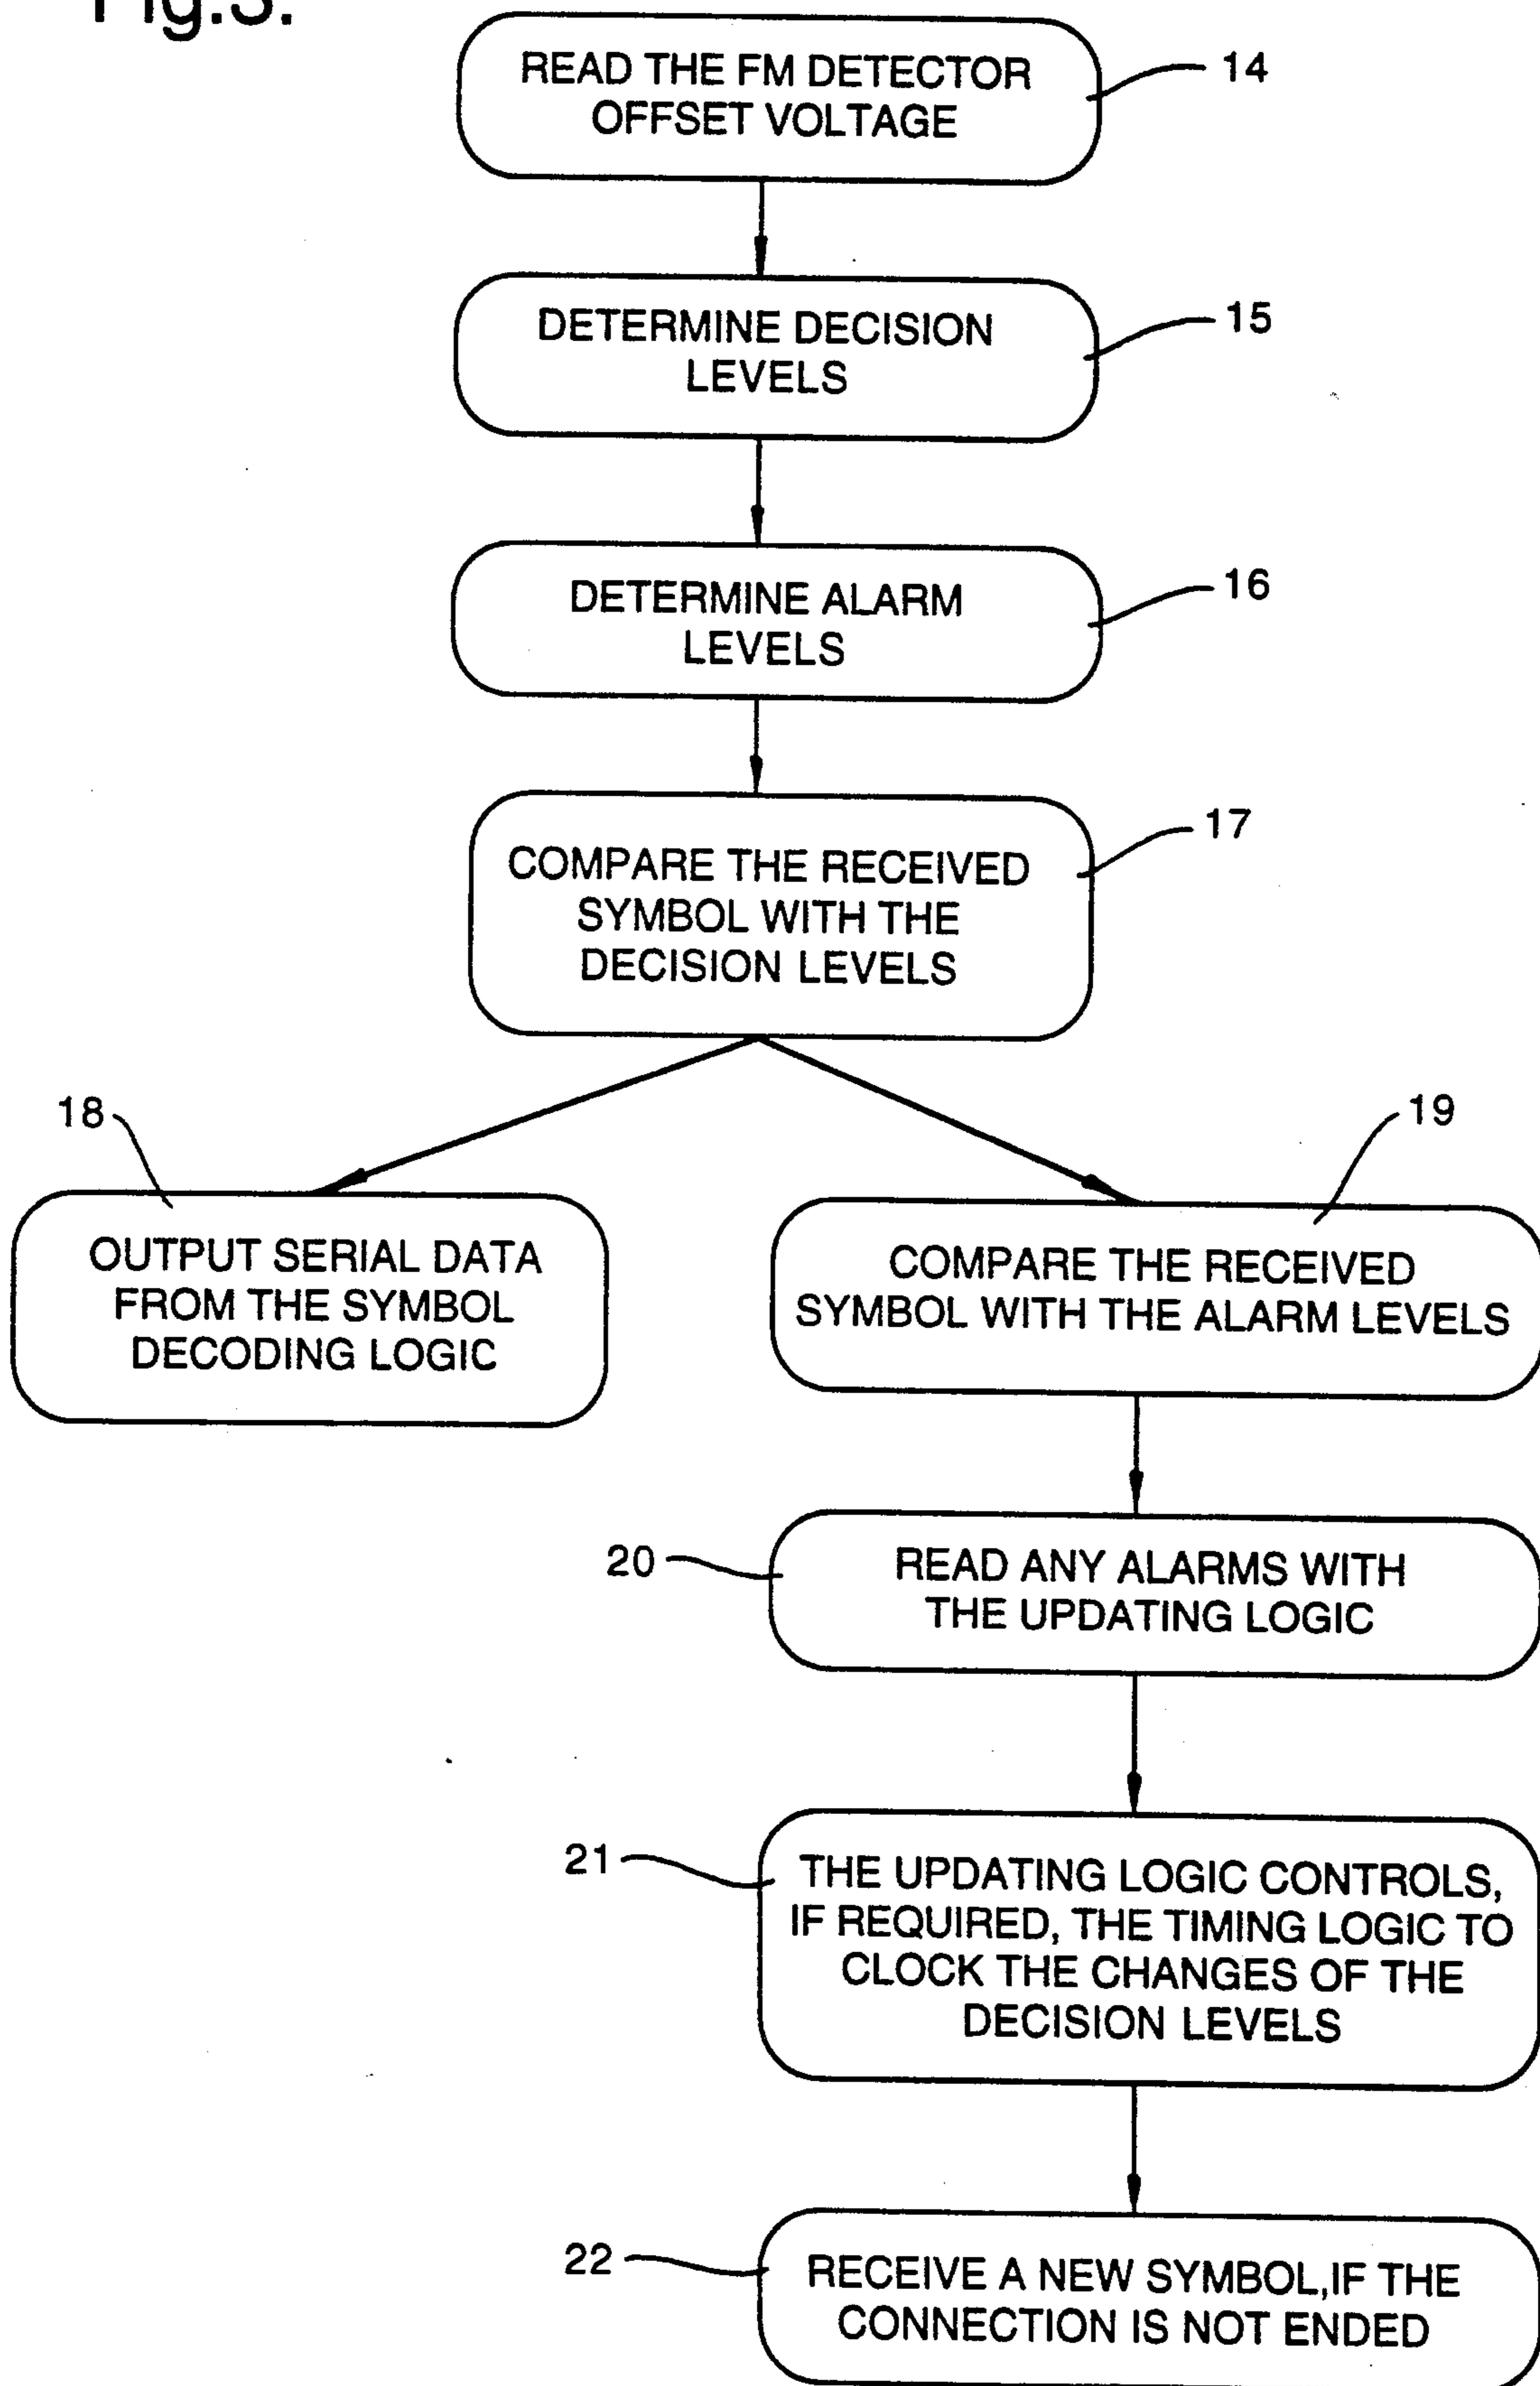 Fig.3.
READ THE FM DETECTOR
OFFSET VOLTAGE
14
DETERMINE DECISION
LEVELS
15
DETERMINE ALARM
LEVELS
16
COMPARE THE RECEIVED
SYMBOL WITH THE
DECISION LEVELS
17
18
OUTPUT SERIAL DATA
FROM THE SYMBOL
DECODING LOGIC
19
COMPARE THE RECEIVED
SYMBOL WITH THE ALARM LEVELS
20
READ ANY ALARMS WITH
THE UPDATING LOGIC
21
THE UPDATING LOGIC CONTROLS,
IF REQUIRED, THE TIMING LOGIC TO
CLOCK THE CHANGES OF THE
DECISION LEVELS
22
RECEIVE A NEW SYMBOL,IF THE
CONNECTION IS NOT ENDED